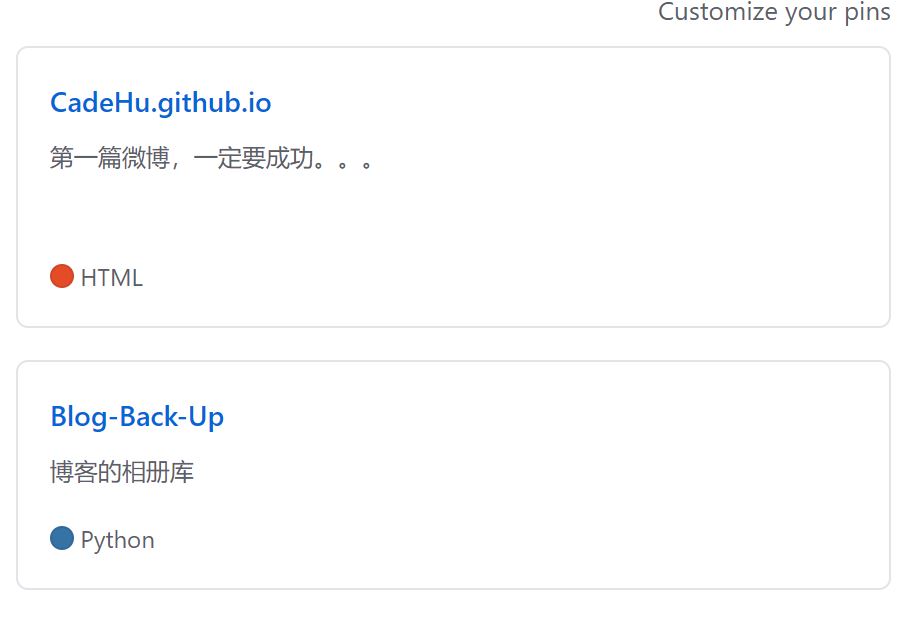 Customize your pins
CadeHu.github.io
第一篇微博，一定要成功。。。
HTML
Blog-Back-Up
博客的相册库
Python